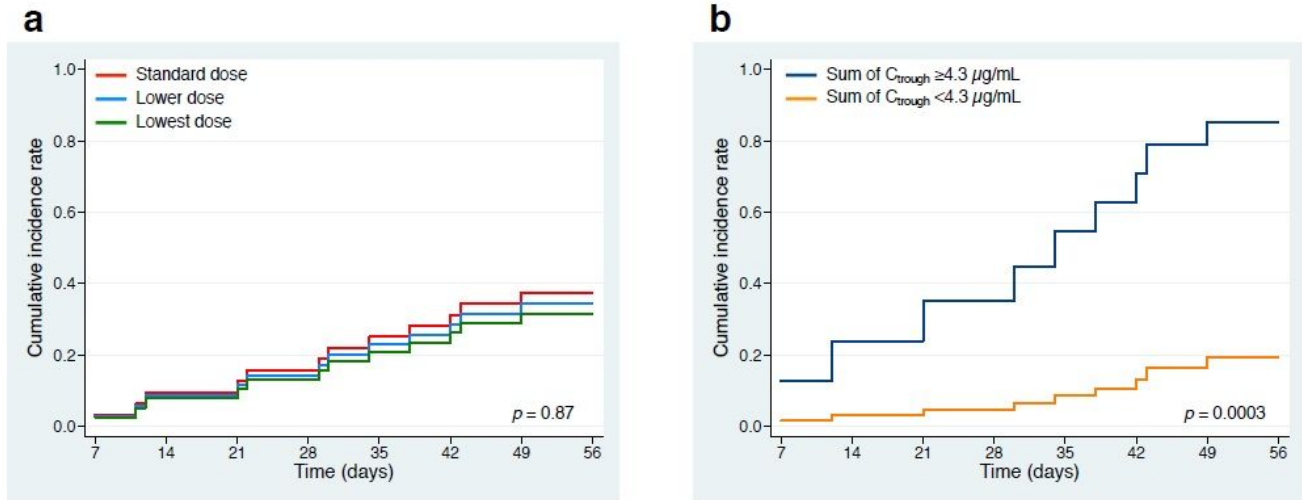 a
Standard dose
Lower dose
Lowest dose
1.0
0.8
0.6
0.4
0.2
0.0
Cumulative incidence rate
p = 0.87
7 14 21 28 35 42 49 56
Time (days)
b
Sum of Ctrough ≥4.3 µg/mL
Sum of Ctrough <4.3 µg/mL
1.0
0.8
0.6
0.4
0.2
0.0
Cumulative incidence rate
p = 0.0003
7 14 21 28 35 42 49 56
Time (days)